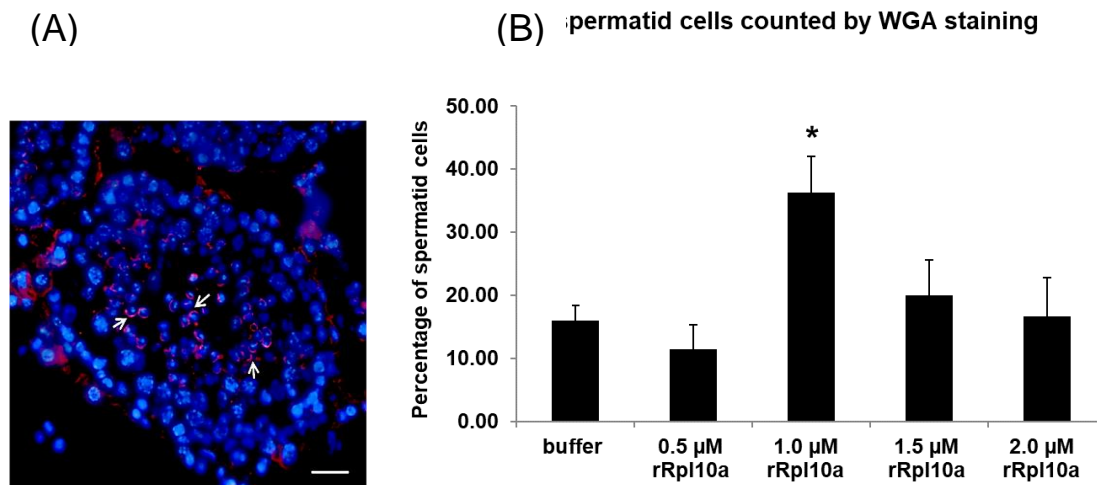 (A)
(B)
spermatid cells counted by WGA staining
Percentage of spermatid cells
50.00
40.00
30.00
20.00
10.00
0.00
*
buffer
0.5 µM
rRpl10a
1.0 µM
rRpl10a
1.5 µM
rRpl10a
2.0 µM
rRpl10a